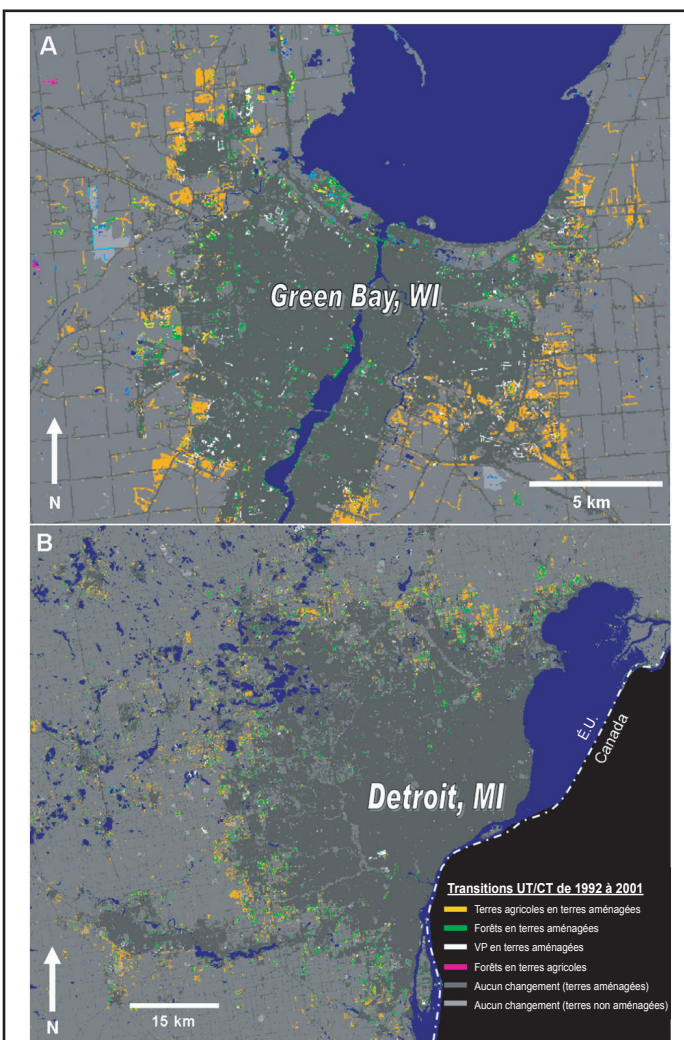 A
Green Bay, WI
N
5 km
B
É.U.
Canada
Detroit, MI
Transitions UT/CT de 1992 à 2001
Terres agricoles en terres aménagées
Forêts en terres aménagées
VP en terres aménagées
Forêts en terres agricoles
Aucun changement (terres aménagées)
Aucun changement (terres non aménagées)
N
15 km